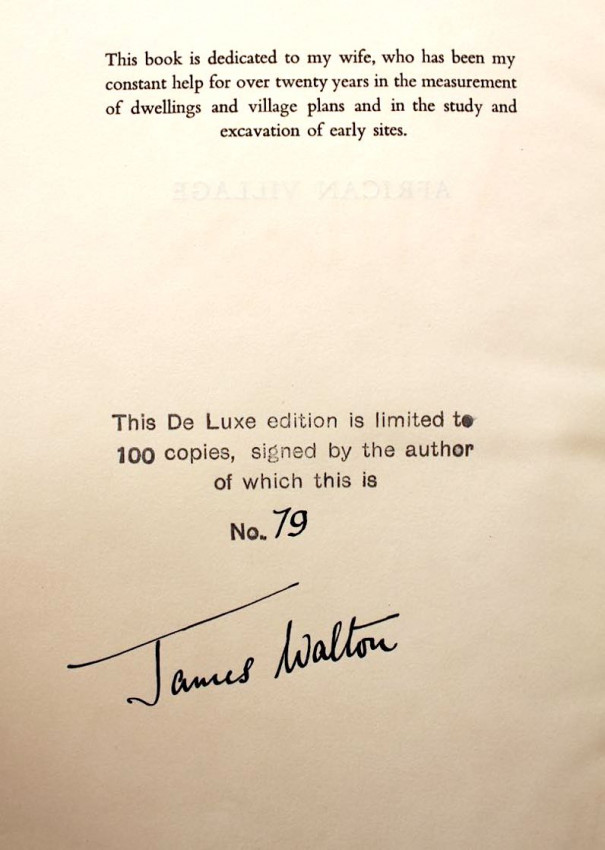 This book is dedicated to my wife, who has been my
constant help for over twenty years in the measurement
of dwellings and village plans and in the study and
excavation of early sites.
AFRICAN VILLAGE
This De Luxe edition is limited to
100 copies, signed by the author
of which this is
No. 79
James Walton